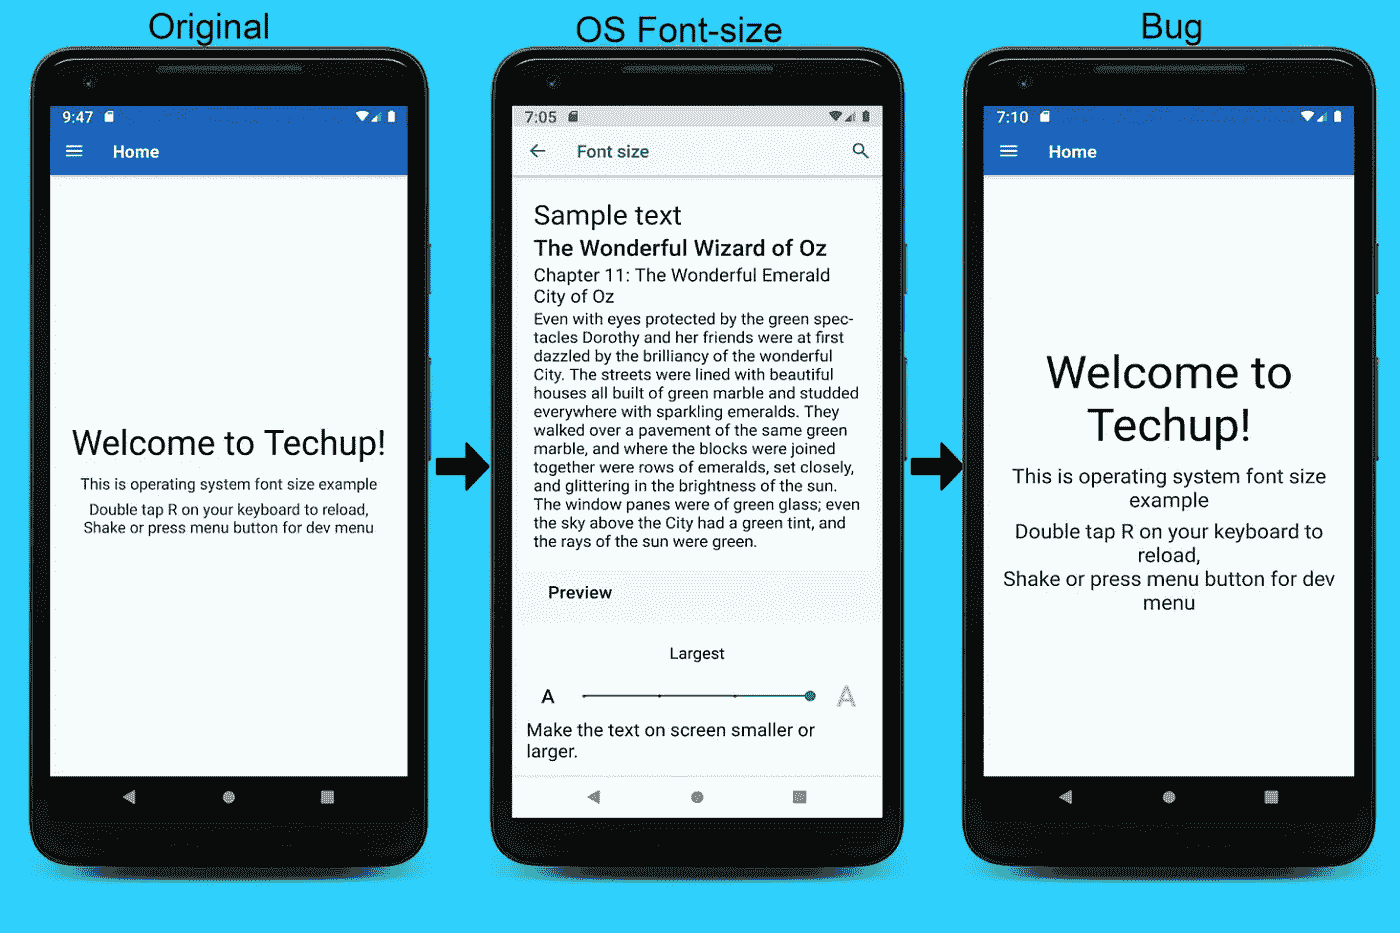 Original
9:47
Home
Welcome to Techup!
This is operating system font size example
Double tap R on your keyboard to reload,
Shake or press menu button for dev menu
OS Font-size
7:05
Font size
Sample text
The Wonderful Wizard of Oz
Chapter 11: The Wonderful Emerald
City of Oz
Even with eyes protected by the green spec-
tacles Dorothy and her friends were at first
dazzled by the brilliancy of the wonderful
City. The streets were lined with beautiful
houses all built of green marble and studded
everywhere with sparkling emeralds. They
walked over a pavement of the same green
marble, and where the blocks were joined
together were rows of emeralds, set closely,
and glittering in the brightness of the sun.
The window panes were of green glass; even
the sky above the City had a green tint, and
the rays of the sun were green.
Preview
Largest
A A
Make the text on screen smaller or
larger.
Bug
7:10
Home
Welcome to
Techup!
This is operating system font size
example
Double tap R on your keyboard to
reload,
Shake or press menu button for dev
menu